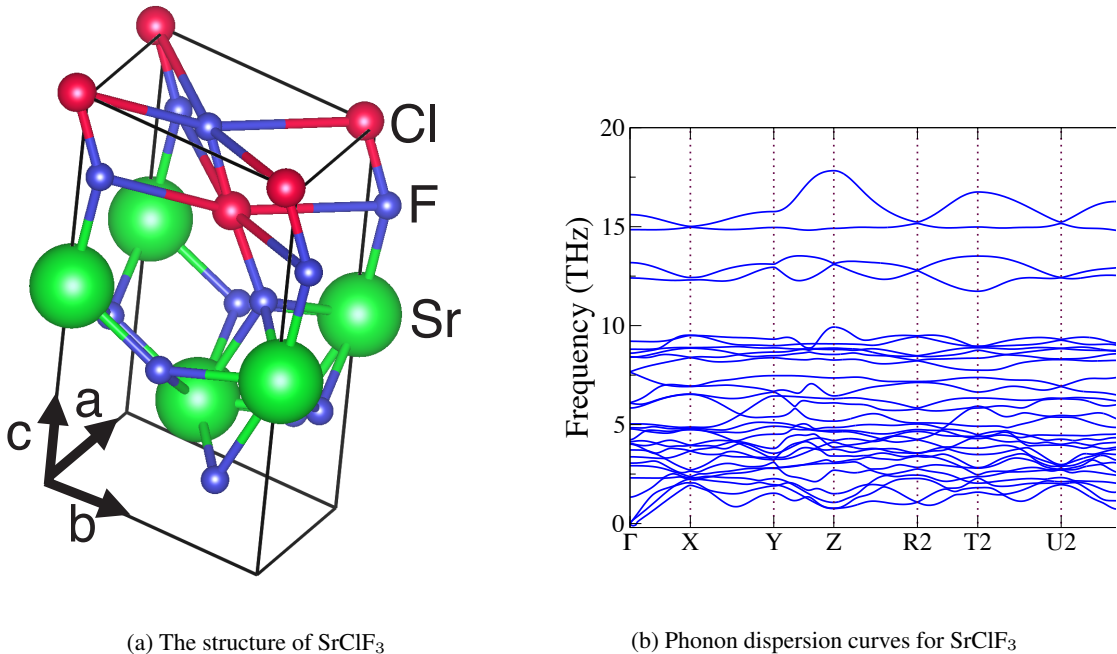 Cl
F
Sr
a
c
b
20
15
10
5
0
Frequency (THz)
Γ X Y Z R2 T2 U2
(a) The structure of SrClF₃
(b) Phonon dispersion curves for SrClF₃